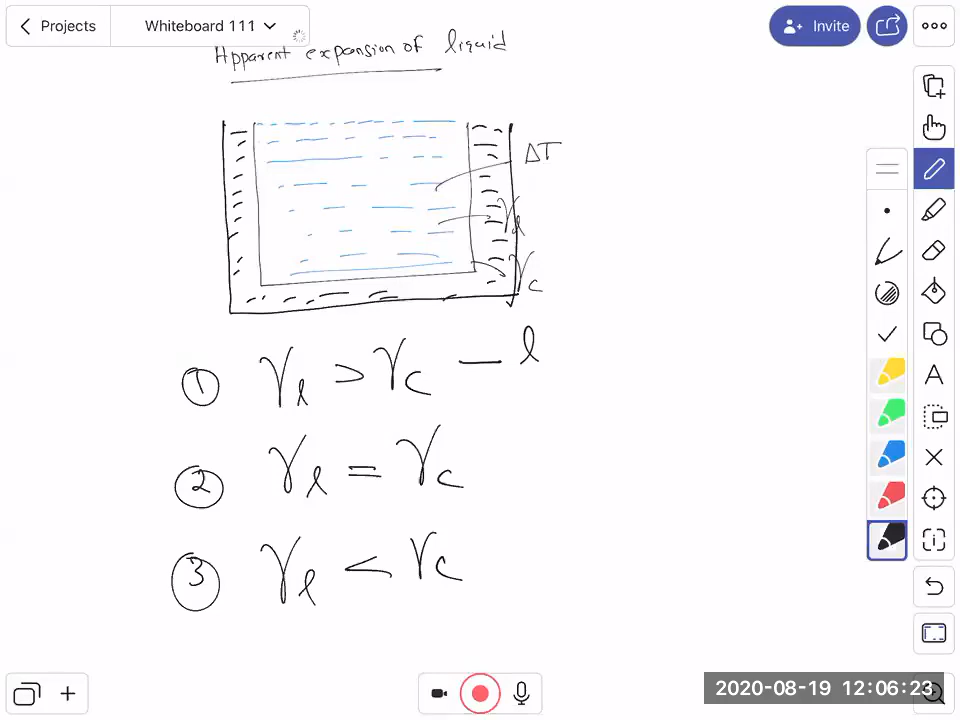 Projects
Whiteboard 111
Invite
Apparent expansion of liquid
ΔT
γl
γc
① γl > γc — l
② γl = γc
③ γl < γc
A
2020-08-19 12:06:23